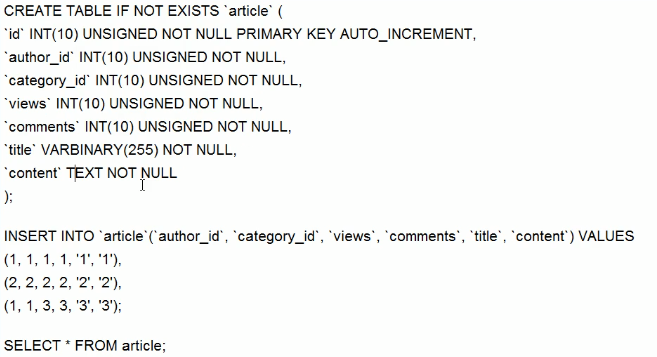 CREATE TABLE IF NOT EXISTS `article` (
`id` INT(10) UNSIGNED NOT NULL PRIMARY KEY AUTO_INCREMENT,
`author_id` INT(10) UNSIGNED NOT NULL,
`category_id` INT(10) UNSIGNED NOT NULL,
`views` INT(10) UNSIGNED NOT NULL,
`comments` INT(10) UNSIGNED NOT NULL,
`title` VARBINARY(255) NOT NULL,
`content` TEXT NOT NULL
);
INSERT INTO `article`(`author_id`, `category_id`, `views`, `comments`, `title`, `content`) VALUES
(1, 1, 1, 1, '1', '1'),
(2, 2, 2, 2, '2', '2'),
(1, 1, 3, 3, '3', '3');
SELECT * FROM article;